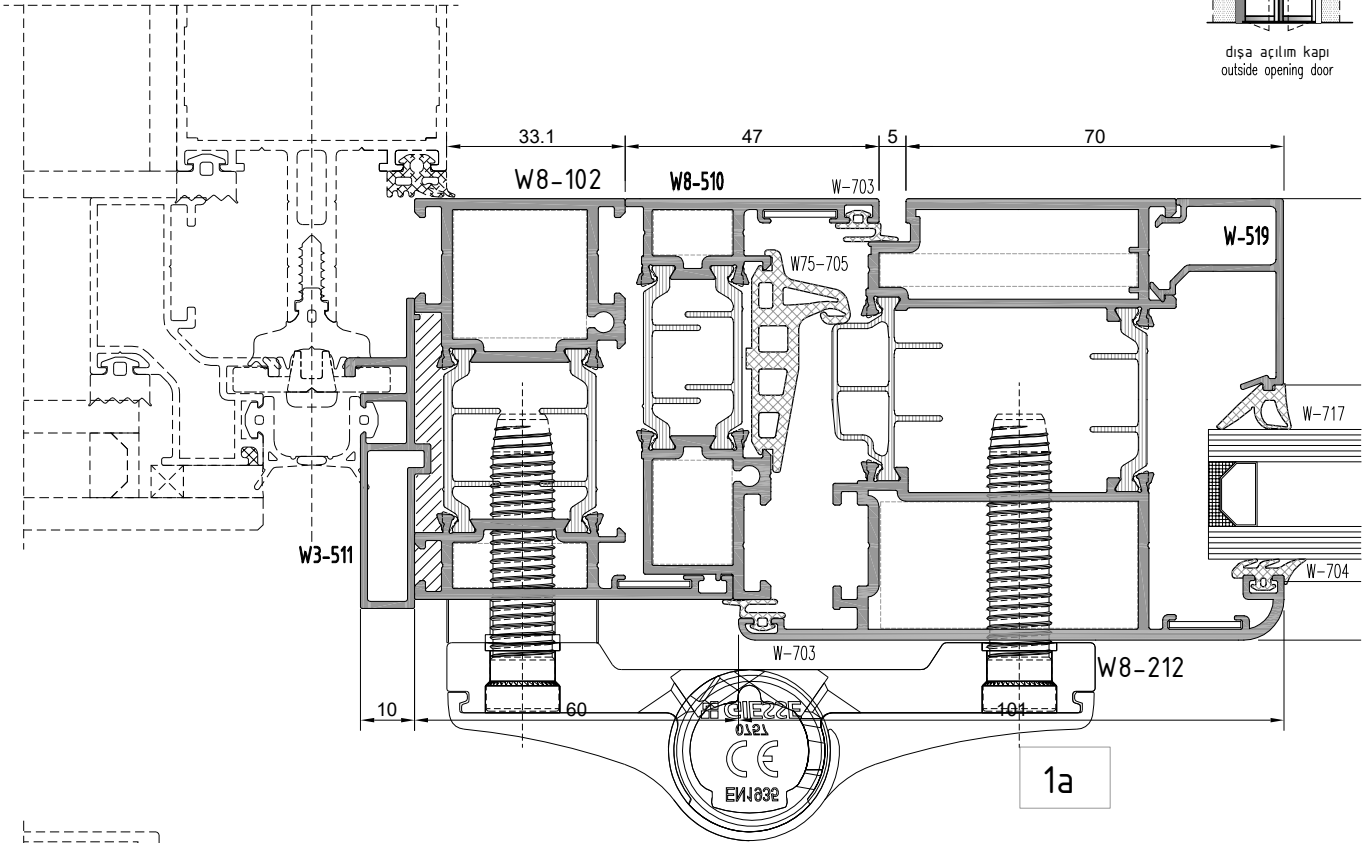 dışa açılım kapı
outside opening door
33.1
47
5
70
W8-102
W8-510
W-703
W-519
W75-705
W-717
W3-511
W-704
W-703
W8-212
10
60
101
GIESSE
0757
CE
EN1935
1a